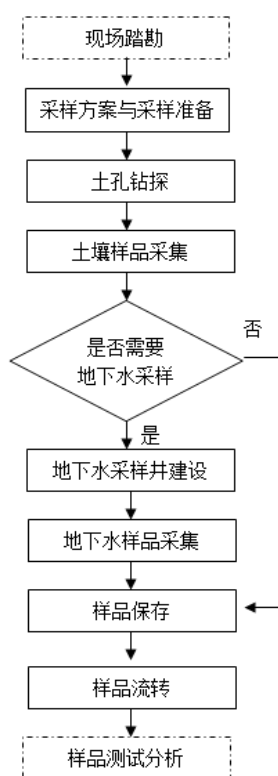 现场踏勘
采样方案与采样准备
土孔钻探
土壤样品采集
是否需要
地下水采样
否
是
地下水采样井建设
地下水样品采集
样品保存
样品流转
样品测试分析